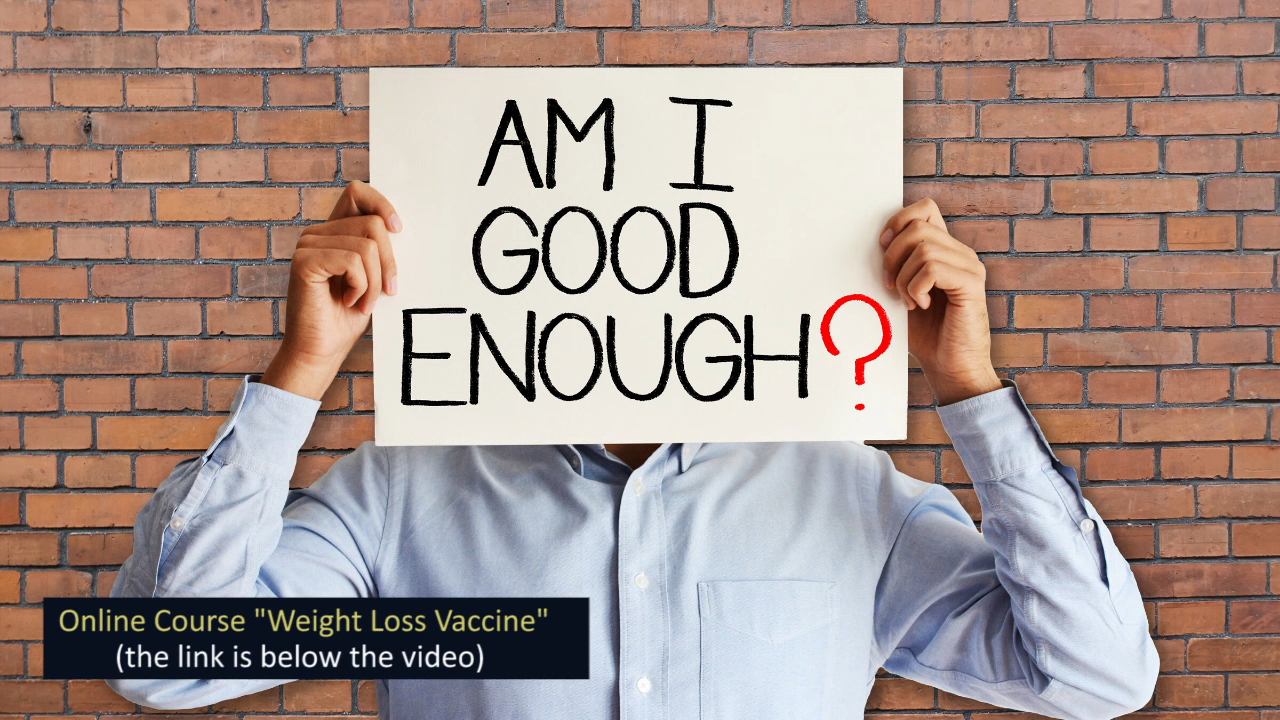 AM I
GOOD
ENOUGH?
Online Course "Weight Loss Vaccine"
(the link is below the video)